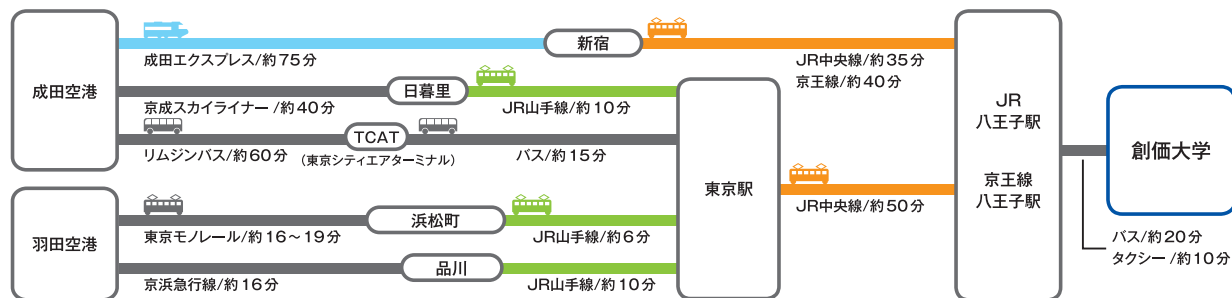 成田空港
成田エクスプレス/約75分
新宿
JR中央線/約35分
京王線/約40分
京成スカイライナー /約40分
日暮里
JR山手線/約10分
リムジンバス/約60分
TCAT
（東京シティエアターミナル）
バス/約15分
羽田空港
東京モノレール/約16〜19分
浜松町
JR山手線/約6分
京浜急行線/約16分
品川
JR山手線/約10分
東京駅
JR中央線/約50分
JR
八王子駅
京王線
八王子駅
バス/約20分
タクシー /約10分
創価大学